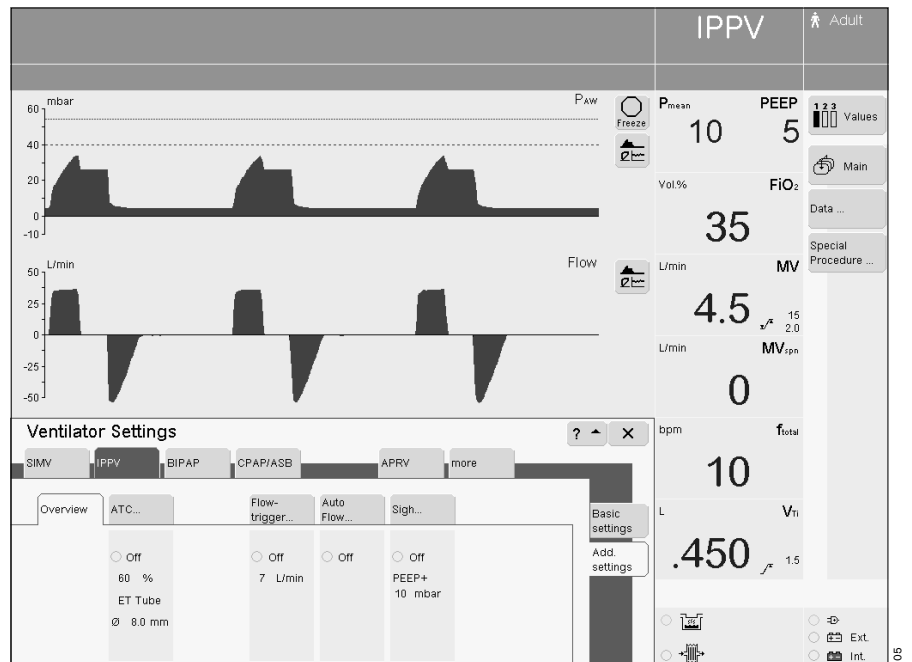 IPPV
Adult
mbar
PAW
60
40
20
0
-10
Freeze
L/min
Flow
50
25
0
-25
-50
Pmean PEEP
10 5
Vol.% FiO2
35
L/min MV
4.5 15
2.0
L/min MVspn
0
bpm ftotal
10
L VTi
.450 1.5
1 2 3
Values
Main
Data ...
Special
Procedure ...
Ventilator Settings
?
SIMV IPPV BIPAP CPAP/ASB APRV more
Overview ATC... Flow-
trigger... Auto
Flow... Sigh...
Basic
settings
Add.
settings
Off Off Off Off
60 % 7 L/min PEEP+
ET Tube 10 mbar
Ø 8.0 mm
Ext.
Int.
05